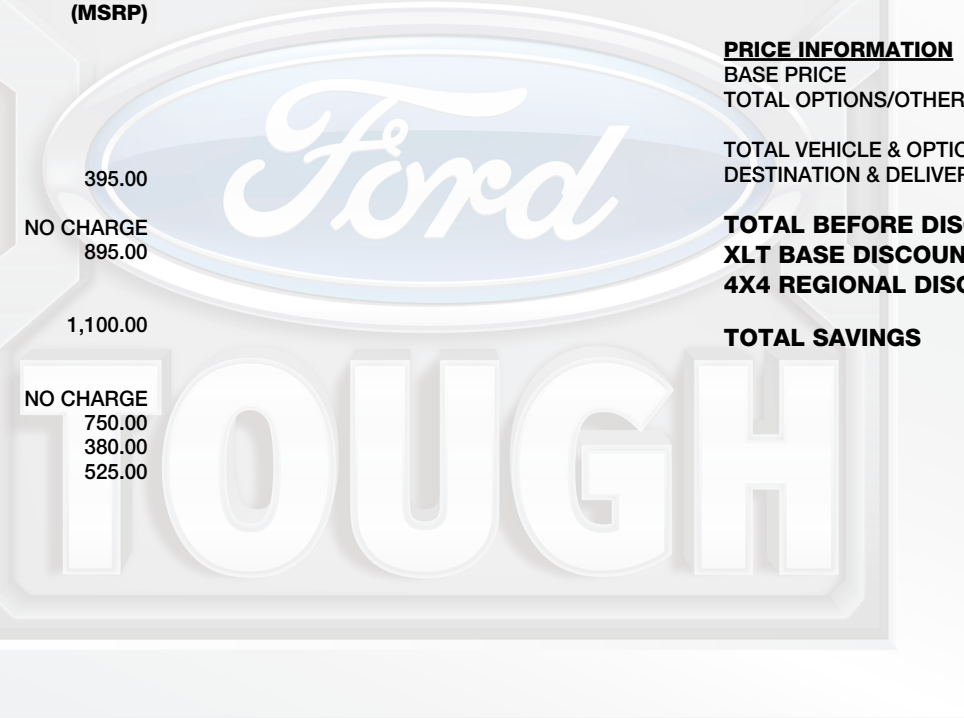 (MSRP)
395.00
NO CHARGE
895.00
1,100.00
NO CHARGE
750.00
380.00
525.00
PRICE INFORMATION
BASE PRICE
TOTAL OPTIONS/OTHER
TOTAL VEHICLE & OPTIO
DESTINATION & DELIVER
TOTAL BEFORE DISC
XLT BASE DISCOUN
4X4 REGIONAL DISC
TOTAL SAVINGS
Ford
TOUGH